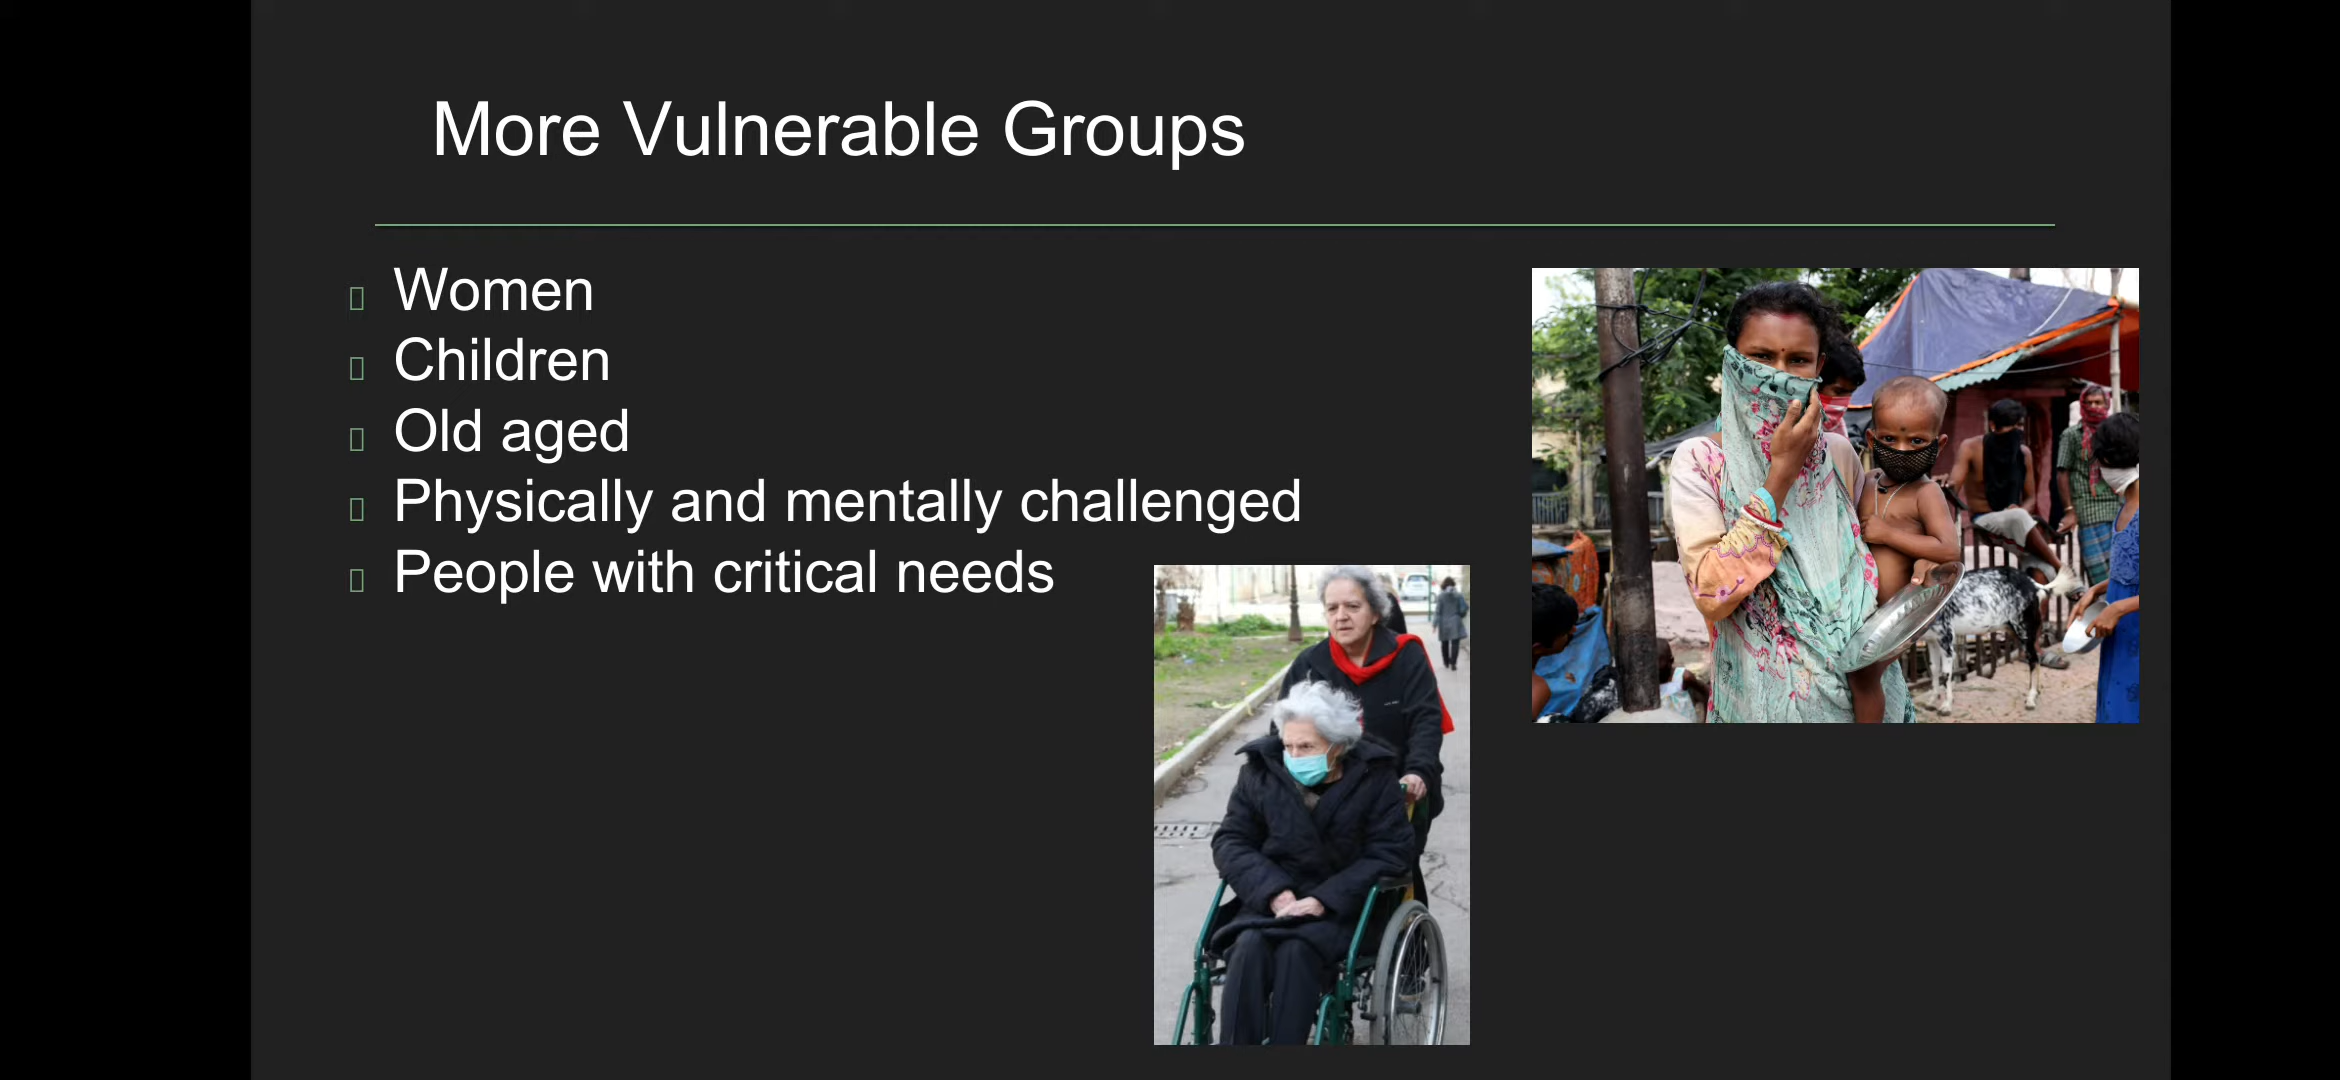 More Vulnerable Groups
Women
Children
Old aged
Physically and mentally challenged
People with critical needs